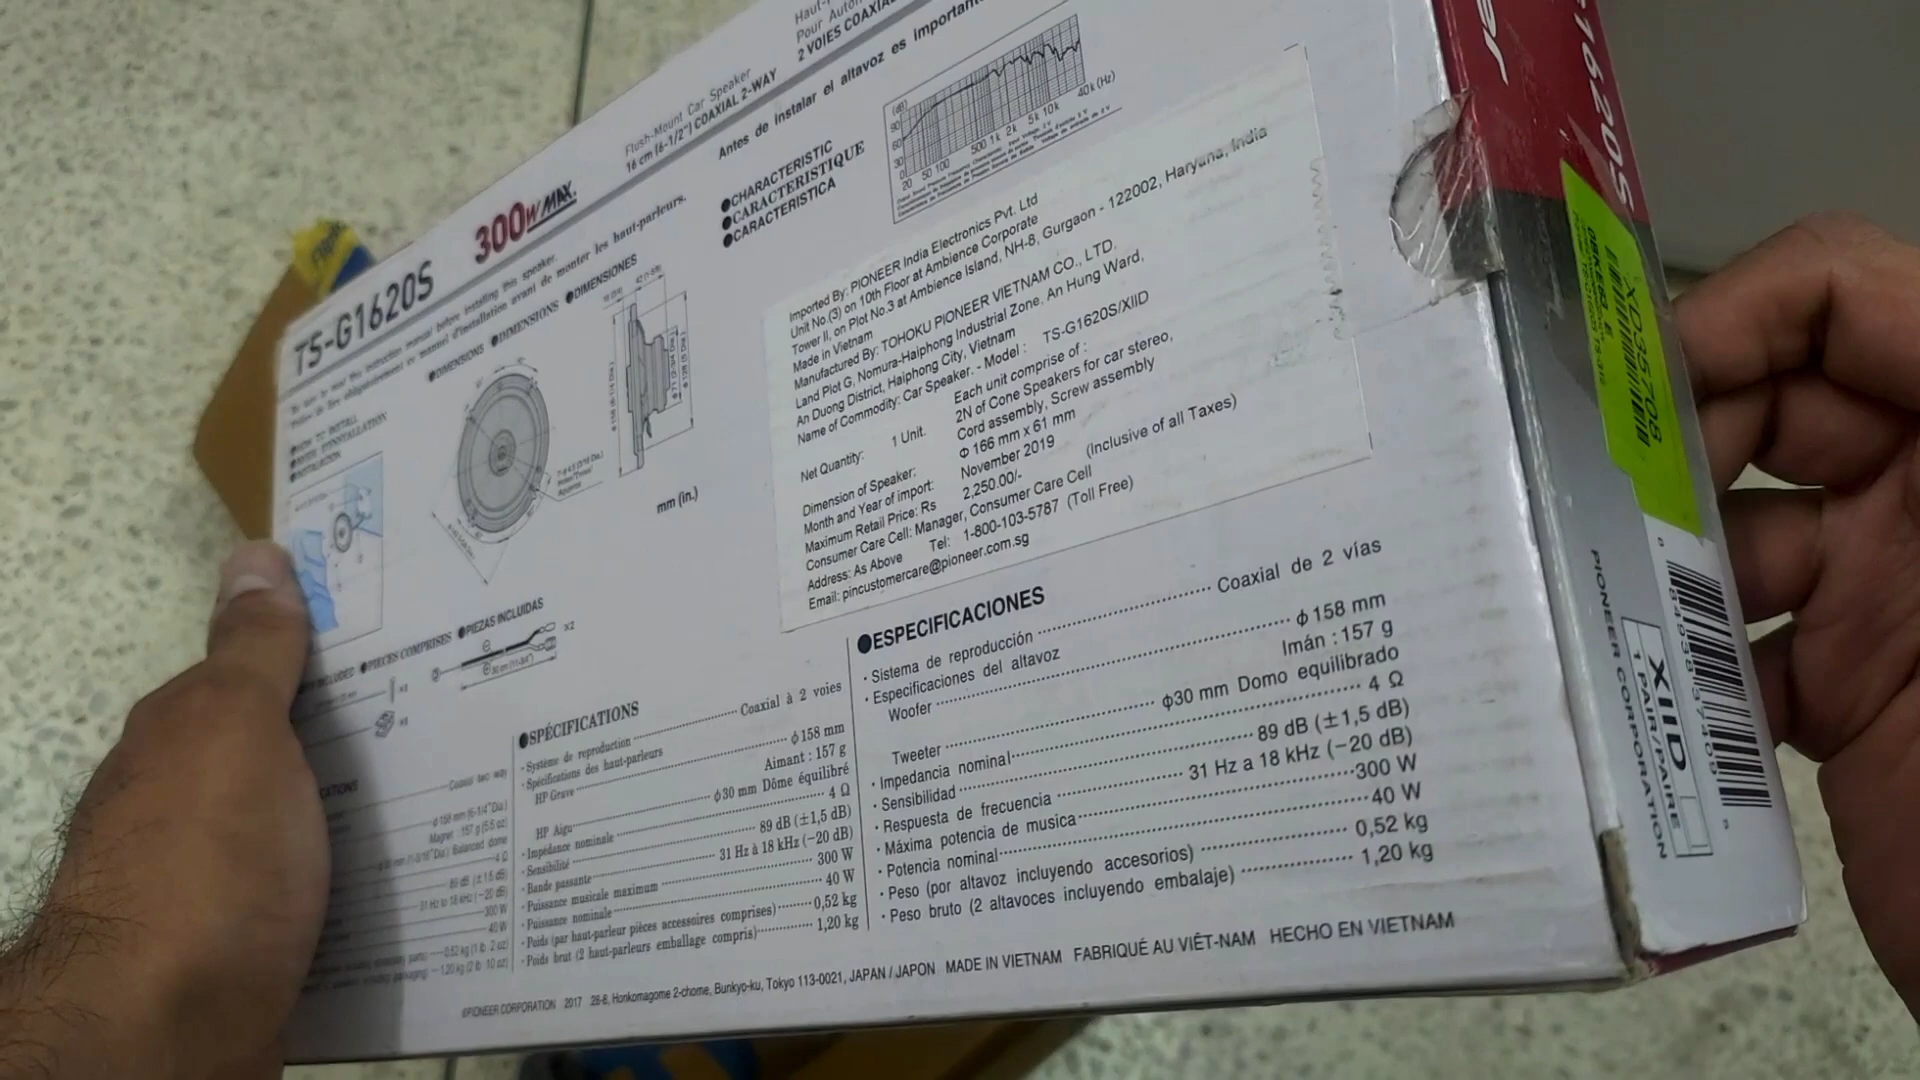 TS-G1620S
300W MAX.
Flush-Mount Car Speaker
16 cm (6-1/2") COAXIAL 2-WAY
Pour Auto
2 VOIES COAXIA
Antes de instalar el altavoz es important
●CHARACTERISTIC
●CARACTERISTIQUE
●CARACTERISTICA
(dB)
90
60
30
0
20 50 100 500 1k 2k 5k 10k 40k (Hz)
●DIMENSIONS ●DIMENSIONS ●DIMENSIONES
mm (in.)
Imported By: PIONEER India Electronics Pvt. Ltd
Unit No.(3) on 10th Floor at Ambience Corporate
Tower II, on Plot No.3 at Ambience Island, NH-8, Gurgaon - 122002, Haryana, India
Made in Vietnam
Manufactured By: TOHOKU PIONEER VIETNAM CO., LTD.
Land Plot G, Nomura-Haiphong Industrial Zone, An Hung Ward,
An Duong District, Haiphong City, Vietnam
Name of Commodity: Car Speaker. - Model : TS-G1620S/XIID
Each unit comprise of :
Net Quantity: 1 Unit. 2N of Cone Speakers for car stereo,
Cord assembly, Screw assembly
Dimension of Speaker: Φ 166 mm x 61 mm
Month and Year of import: November 2019
Maximum Retail Price: Rs 2,250.00/- (Inclusive of all Taxes)
Consumer Care Cell: Manager, Consumer Care Cell
Address: As Above Tel: 1-800-103-5787 (Toll Free)
Email: pincustomercare@pioneer.com.sg
●PIECES COMPRISES ●PIEZAS INCLUIDAS
x2
●SPÉCIFICATIONS
· Système de reproduction Coaxial à 2 voies
· Spécifications des haut-parleurs
HP Grave ϕ158 mm
Aimant : 157 g
HP Aigu ϕ30 mm Dôme équilibré
· Impédance nominale 4 Ω
· Sensibilité 89 dB (±1,5 dB)
· Bande passante 31 Hz à 18 kHz (−20 dB)
· Puissance musicale maximum 300 W
· Puissance nominale 40 W
· Poids (par haut-parleur pièces accessoires comprises) 0,52 kg
· Poids brut (2 haut-parleurs emballage compris) 1,20 kg
●ESPECIFICACIONES
· Sistema de reproducción Coaxial de 2 vías
· Especificaciones del altavoz
Woofer ϕ158 mm
Imán : 157 g
Tweeter ϕ30 mm Domo equilibrado
· Impedancia nominal 4 Ω
· Sensibilidad 89 dB (±1,5 dB)
· Respuesta de frecuencia 31 Hz a 18 kHz (−20 dB)
· Máxima potencia de musica 300 W
· Potencia nominal 40 W
· Peso (por altavoz incluyendo accesorios) 0,52 kg
· Peso bruto (2 altavoces incluyendo embalaje) 1,20 kg
©PIONEER CORPORATION 2017 28-8, Honkomagome 2-chome, Bunkyo-ku, Tokyo 113-0021, JAPAN / JAPON MADE IN VIETNAM FABRIQUÉ AU VIÊT-NAM HECHO EN VIETNAM
1620S
XD35708
XIID
1 PAIR/PAIRE
PIONEER CORPORATION